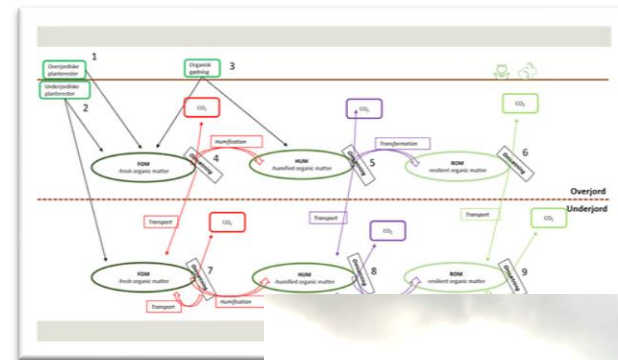 1
Overjordiske
planterester
Organisk
gødning
3
Underjordiske
planterester
2
CO₂
CO₂
CO₂
Humification
Transformation
4
5
6
FOM
-fresh organic matter
Omsætning
HUM
-humified organic matter
Omsætning
ROM
-resilient organic matter
Omsætning
Overjord
Underjord
Transport
CO₂
Transport
CO₂
Transport
CO₂
7
8
9
FOM
-fresh organic matter
Omsætning
HUM
-humified organic matter
Omsætning
ROM
-resilient organic matter
Omsætning
Transport
Humification